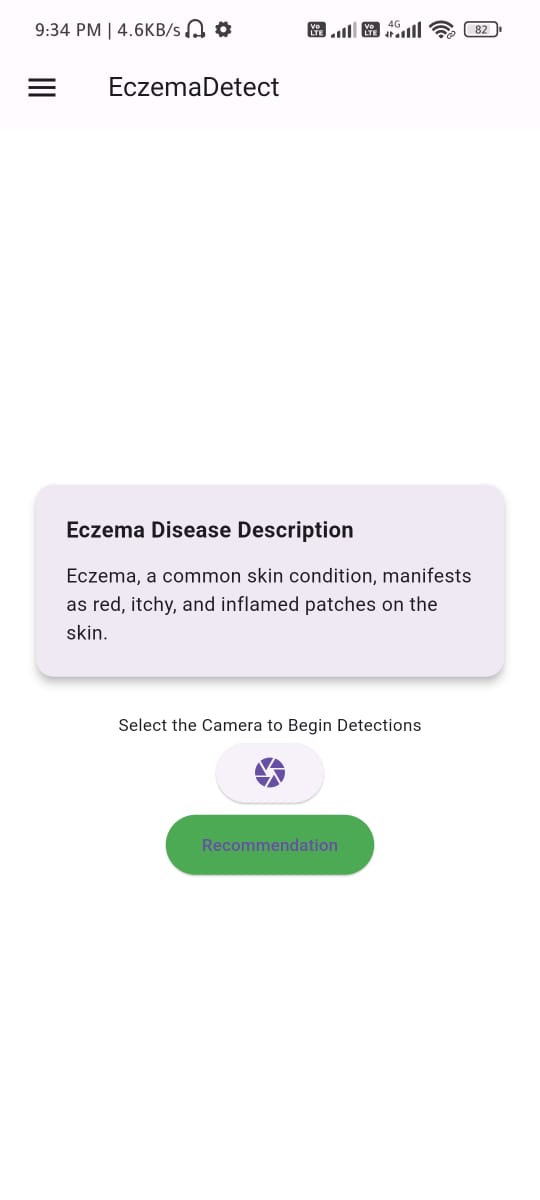 9:34 PM | 4.6KB/s Vo LTE Vo LTE 4G 82
EczemaDetect
Eczema Disease Description
Eczema, a common skin condition, manifests
as red, itchy, and inflamed patches on the
skin.
Select the Camera to Begin Detections
Recommendation